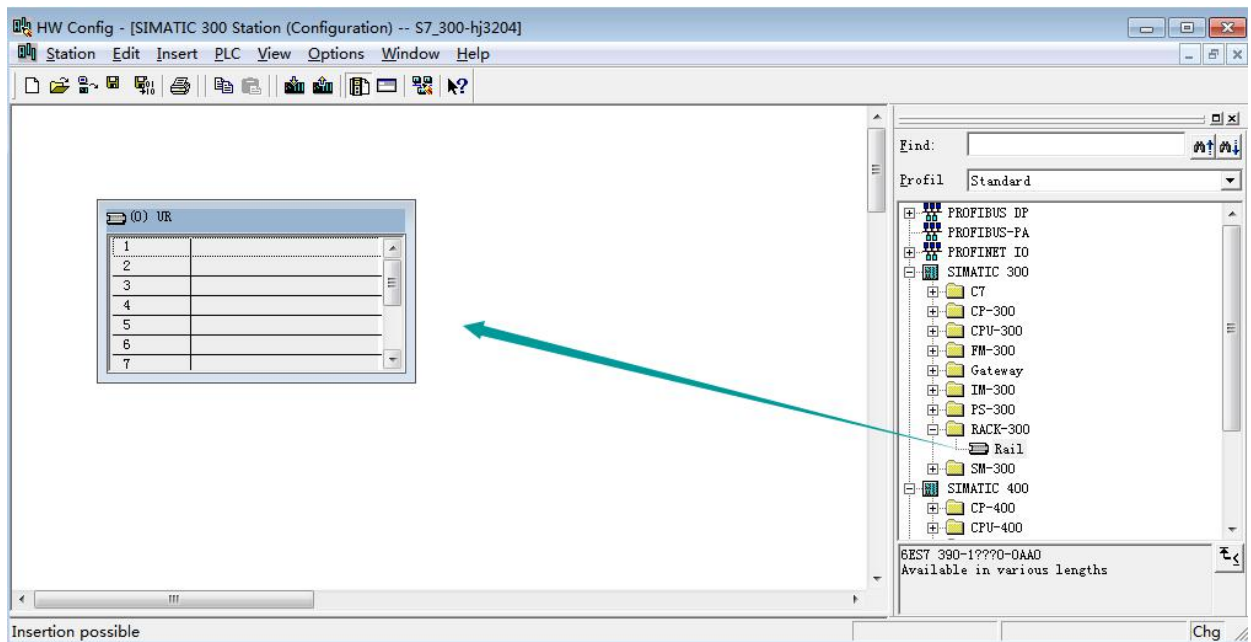 HW Config - [SIMATIC 300 Station (Configuration) -- S7_300-hj3204]
Station Edit Insert PLC View Options Window Help
(0) UR
1
2
3
4
5
6
7
Find:
Profil Standard
PROFIBUS DP
PROFIBUS-PA
PROFINET IO
SIMATIC 300
C7
CP-300
CPU-300
FM-300
Gateway
IM-300
PS-300
RACK-300
Rail
SM-300
SIMATIC 400
CP-400
CPU-400
6ES7 390-1???0-0AA0
Available in various lengths
Insertion possible
Chg